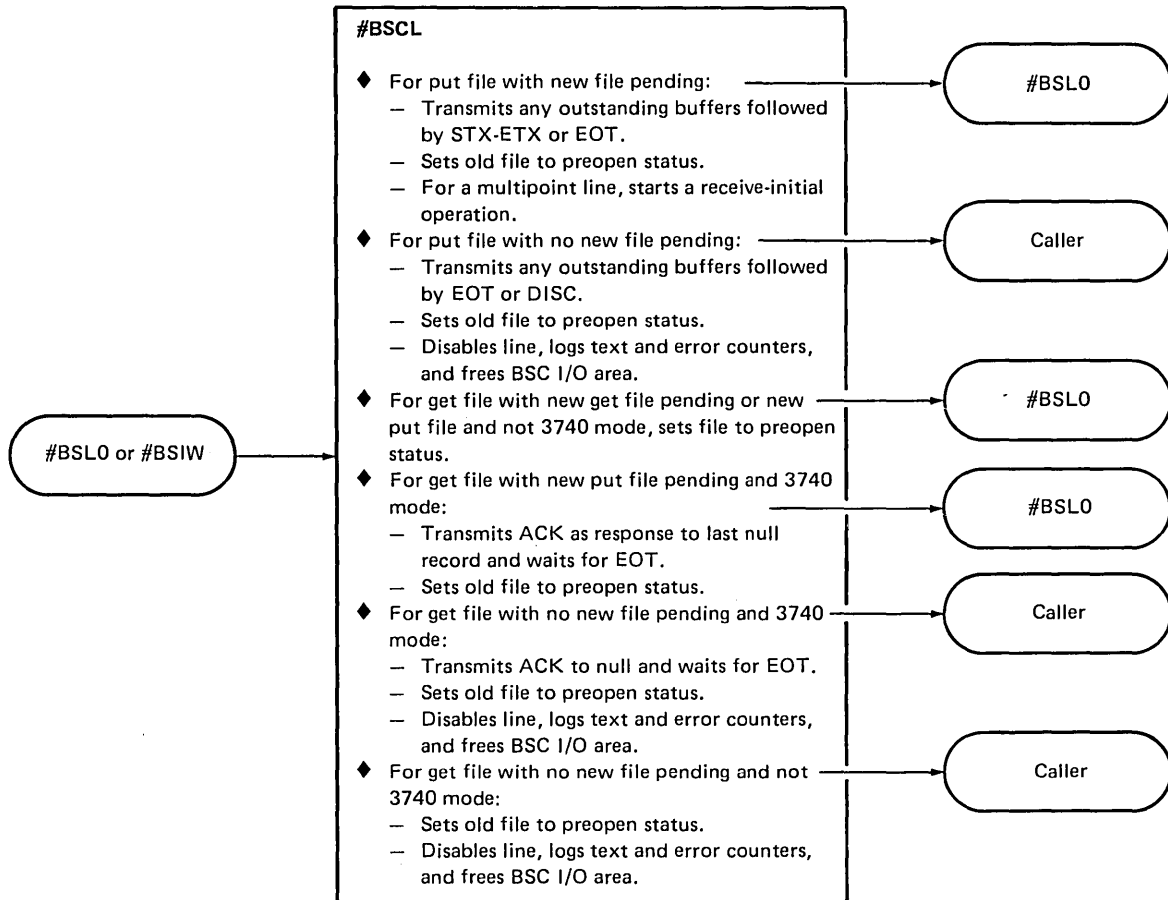 #BSCL
♦ For put file with new file pending:
— Transmits any outstanding buffers followed
by STX-ETX or EOT.
— Sets old file to preopen status.
— For a multipoint line, starts a receive-initial
operation.
♦ For put file with no new file pending:
— Transmits any outstanding buffers followed
by EOT or DISC.
— Sets old file to preopen status.
— Disables line, logs text and error counters,
and frees BSC I/O area.
♦ For get file with new get file pending or new
put file and not 3740 mode, sets file to preopen
status.
♦ For get file with new put file pending and 3740
mode:
— Transmits ACK as response to last null
record and waits for EOT.
— Sets old file to preopen status.
♦ For get file with no new file pending and 3740
mode:
— Transmits ACK to null and waits for EOT.
— Sets old file to preopen status.
— Disables line, logs text and error counters,
and frees BSC I/O area.
♦ For get file with no new file pending and not
3740 mode:
— Sets old file to preopen status.
— Disables line, logs text and error counters,
and frees BSC I/O area.
#BSLO or #BSIW
#BSLO
Caller
#BSLO
#BSLO
Caller
Caller